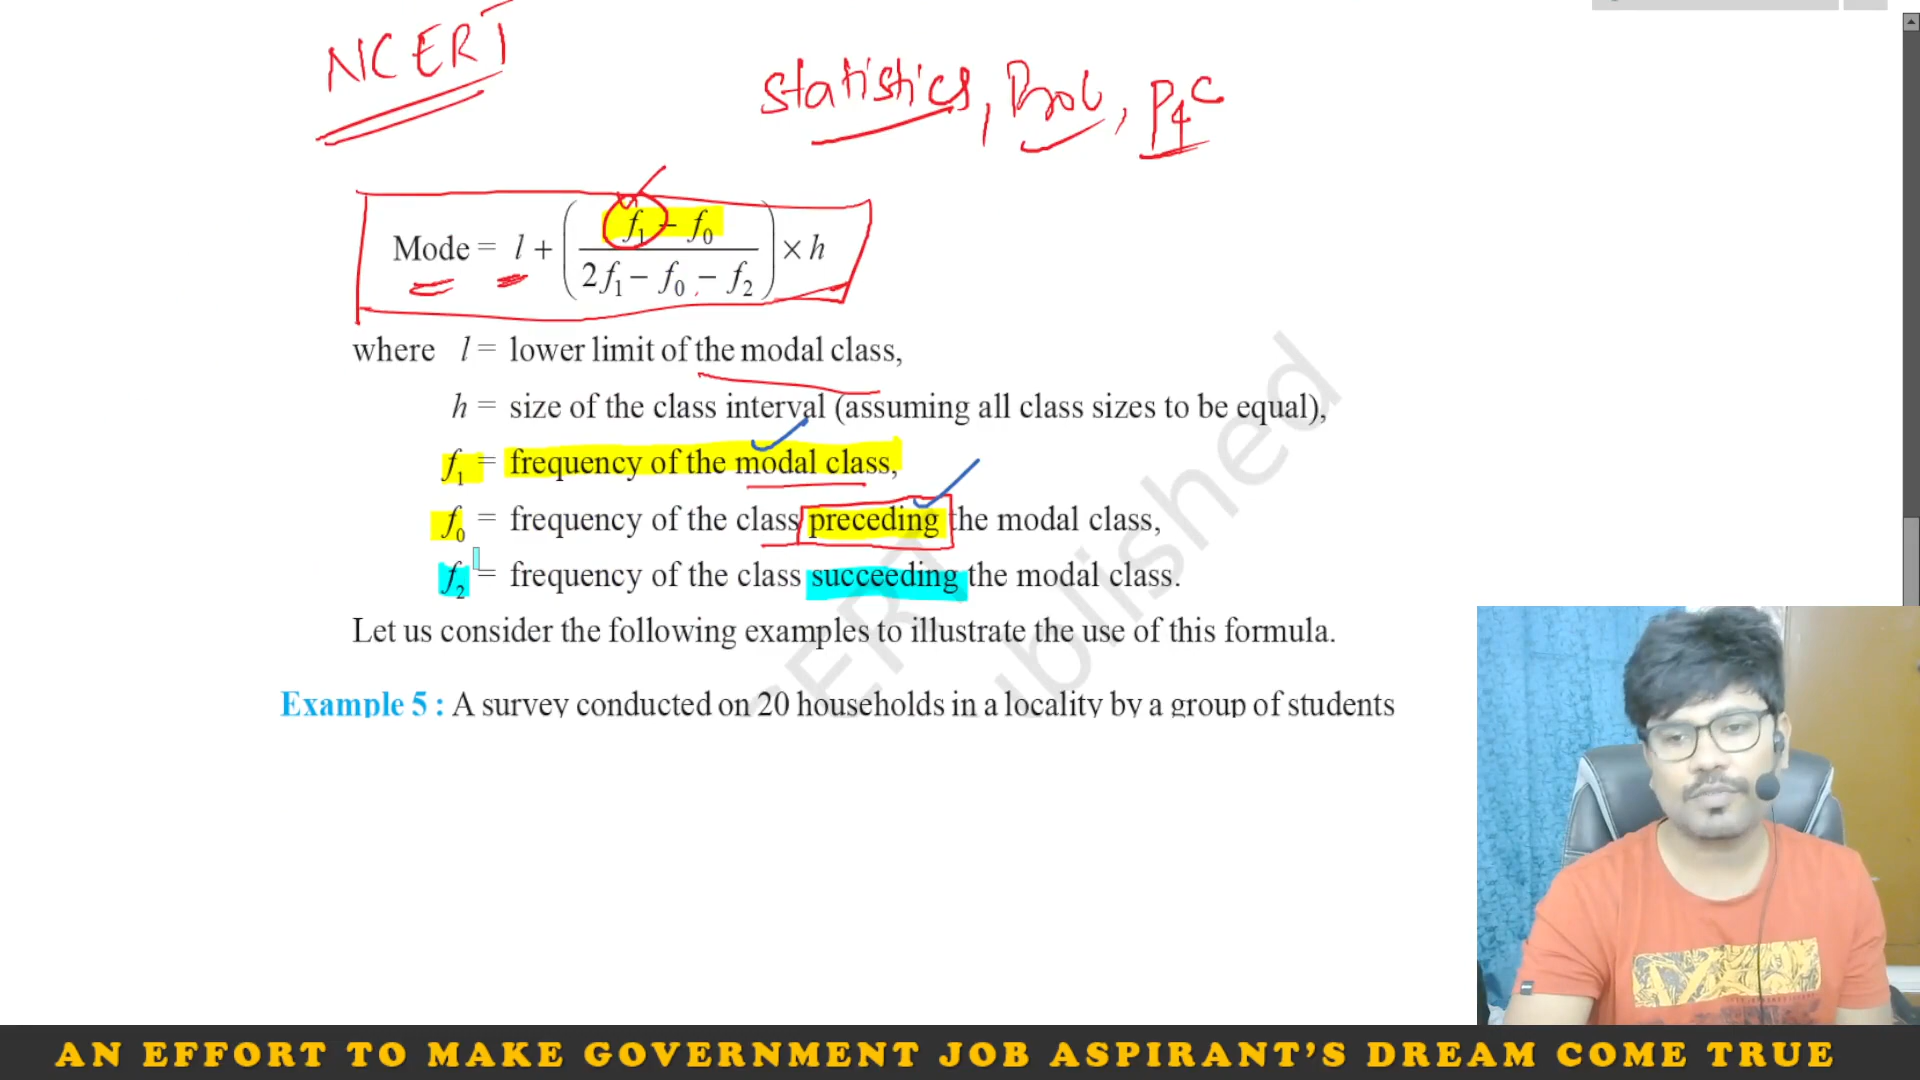 NCERT
Statistics, Prob, P&C
Mode = l + ( f₁ − f₀ / 2f₁ − f₀ − f₂ ) × h
where l = lower limit of the modal class,
h = size of the class interval (assuming all class sizes to be equal),
f₁ = frequency of the modal class,
f₀ = frequency of the class preceding the modal class,
f₂ = frequency of the class succeeding the modal class.
Let us consider the following examples to illustrate the use of this formula.
Example 5 : A survey conducted on 20 households in a locality by a group of students
AN EFFORT TO MAKE GOVERNMENT JOB ASPIRANT'S DREAM COME TRUE